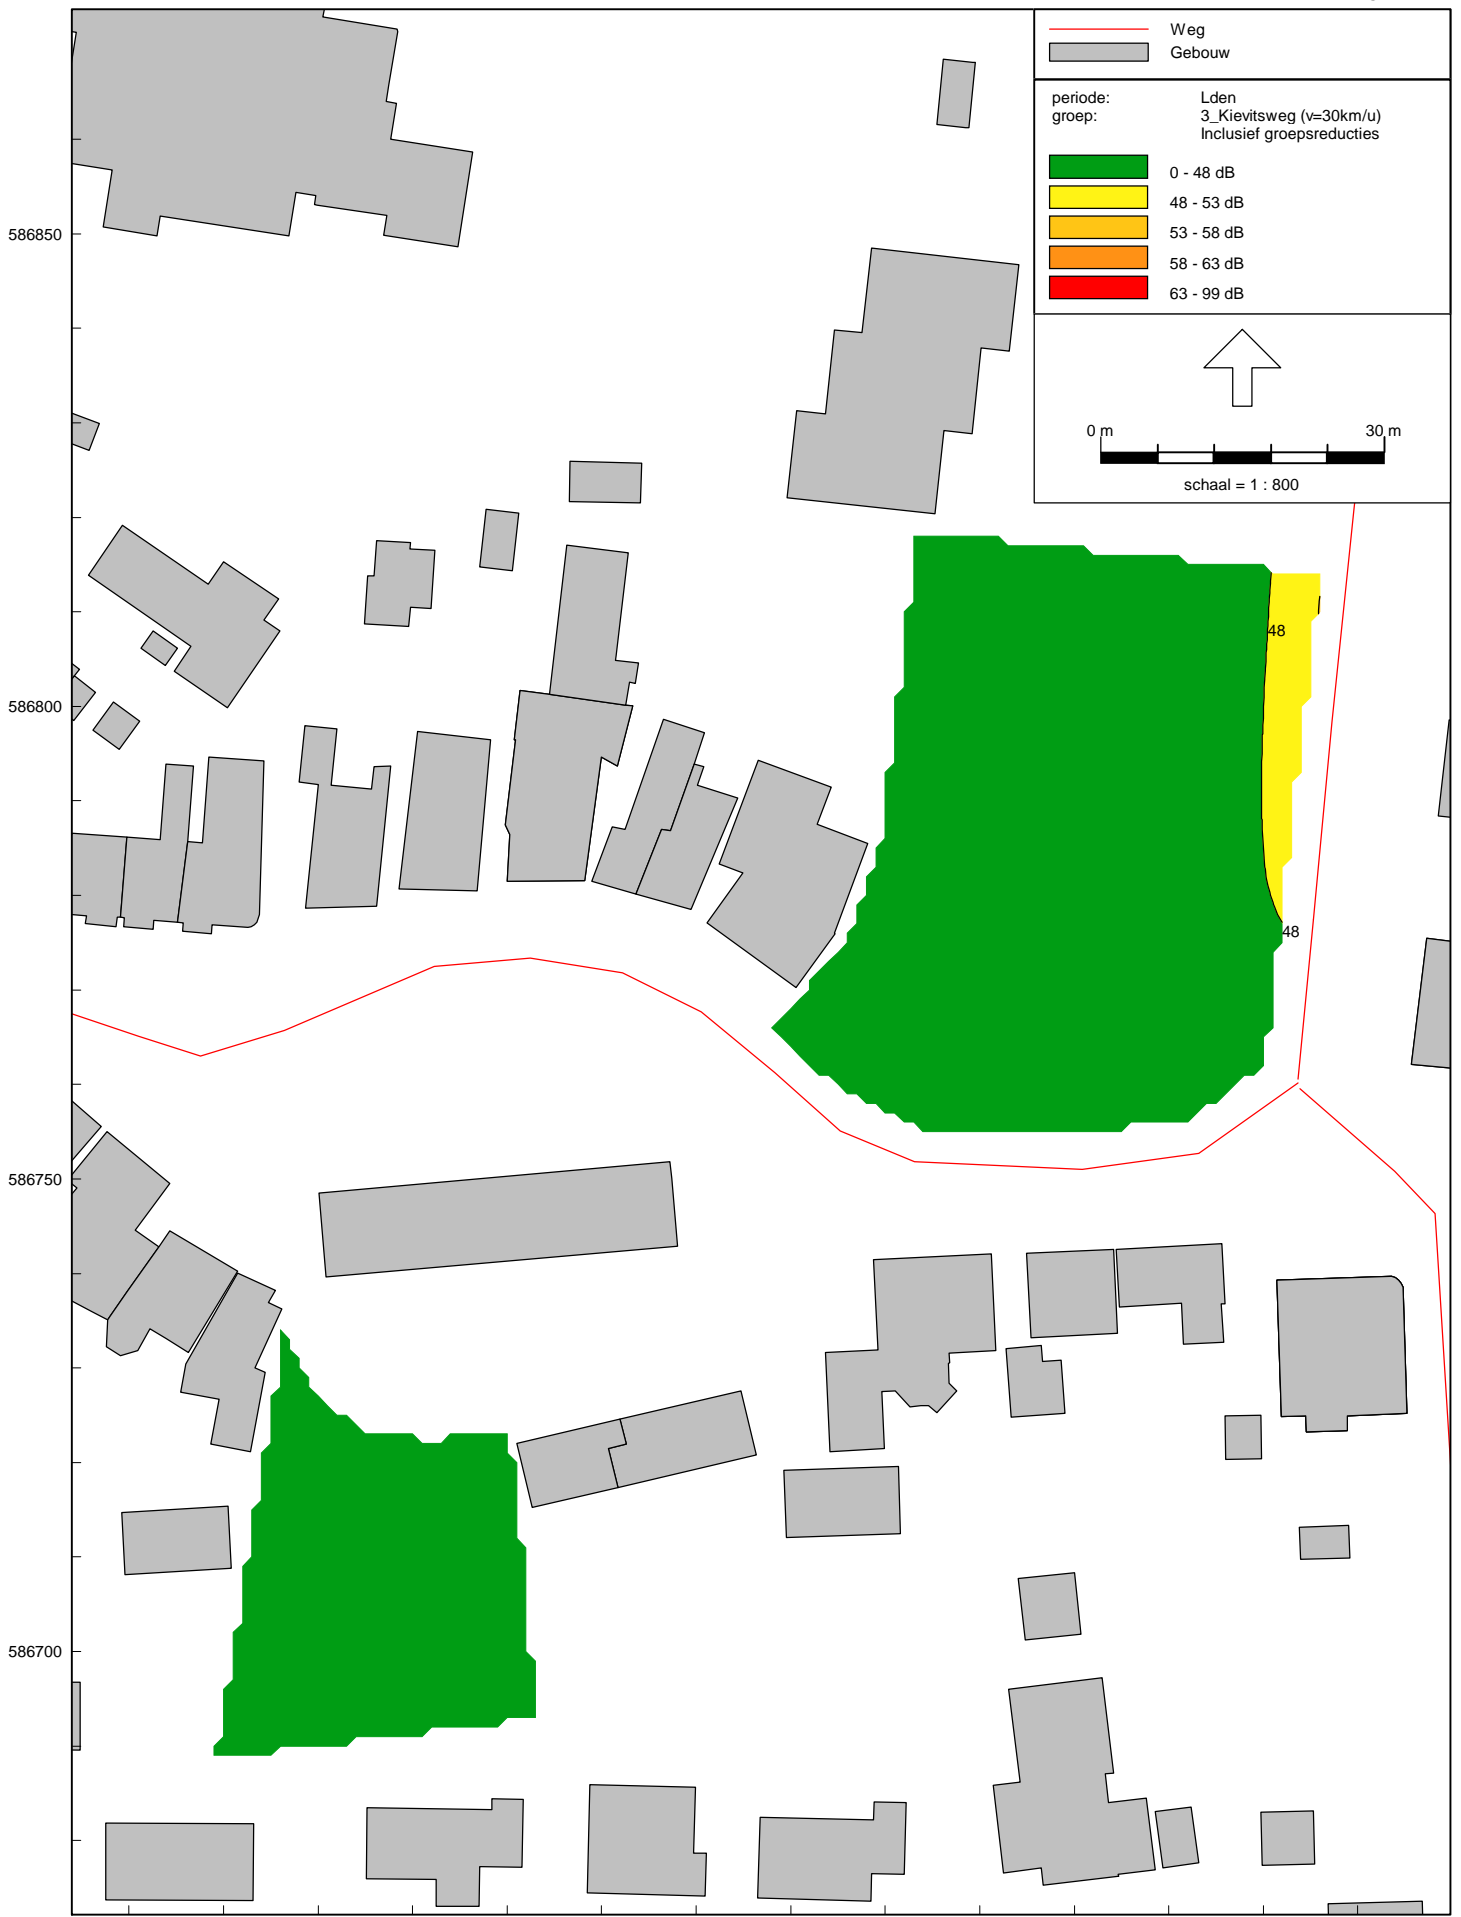 Weg
Gebouw
periode: Lden
groep: 3_Kievitsweg (v=30km/u)
Inclusief groepsreducties
0 - 48 dB
48 - 53 dB
53 - 58 dB
58 - 63 dB
63 - 99 dB
0 m 30 m
schaal = 1 : 800
586850
48
586800
48
586750
586700